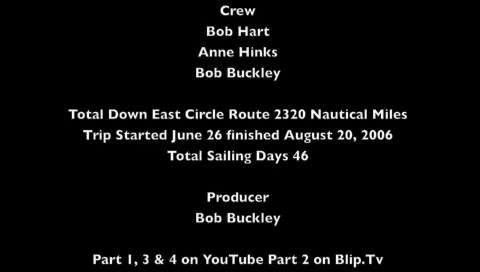 Crew
Bob Hart
Anne Hinks
Bob Buckley
Total Down East Circle Route 2320 Nautical Miles
Trip Started June 26 finished August 20, 2006
Total Sailing Days 46
Producer
Bob Buckley
Part 1, 3 & 4 on YouTube Part 2 on Blip.Tv